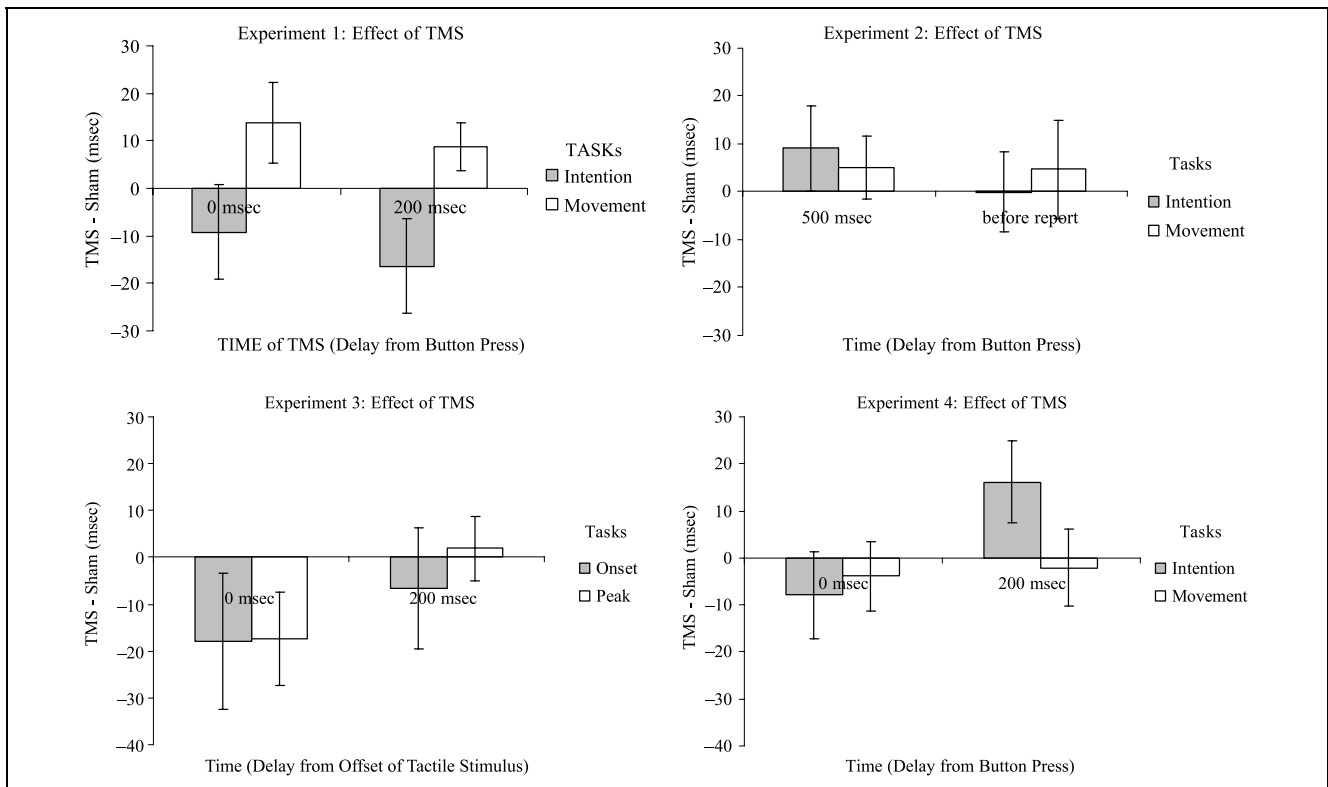 Experiment 1: Effect of TMS
30
20
10
0
–10
–20
–30
TMS - Sham (msec)
0 msec
200 msec
TASKs
Intention
Movement
TIME of TMS (Delay from Button Press)
Experiment 2: Effect of TMS
30
20
10
0
–10
–20
–30
TMS - Sham (msec)
500 msec
before report
Tasks
Intention
Movement
Time (Delay from Button Press)
Experiment 3: Effect of TMS
30
20
10
0
–10
–20
–30
–40
TMS - Sham (msec)
0 msec
200 msec
Tasks
Onset
Peak
Time (Delay from Offset of Tactile Stimulus)
Experiment 4: Effect of TMS
30
20
10
0
–10
–20
–30
–40
TMS - Sham (msec)
0 msec
200 msec
Tasks
Intention
Movement
Time (Delay from Button Press)